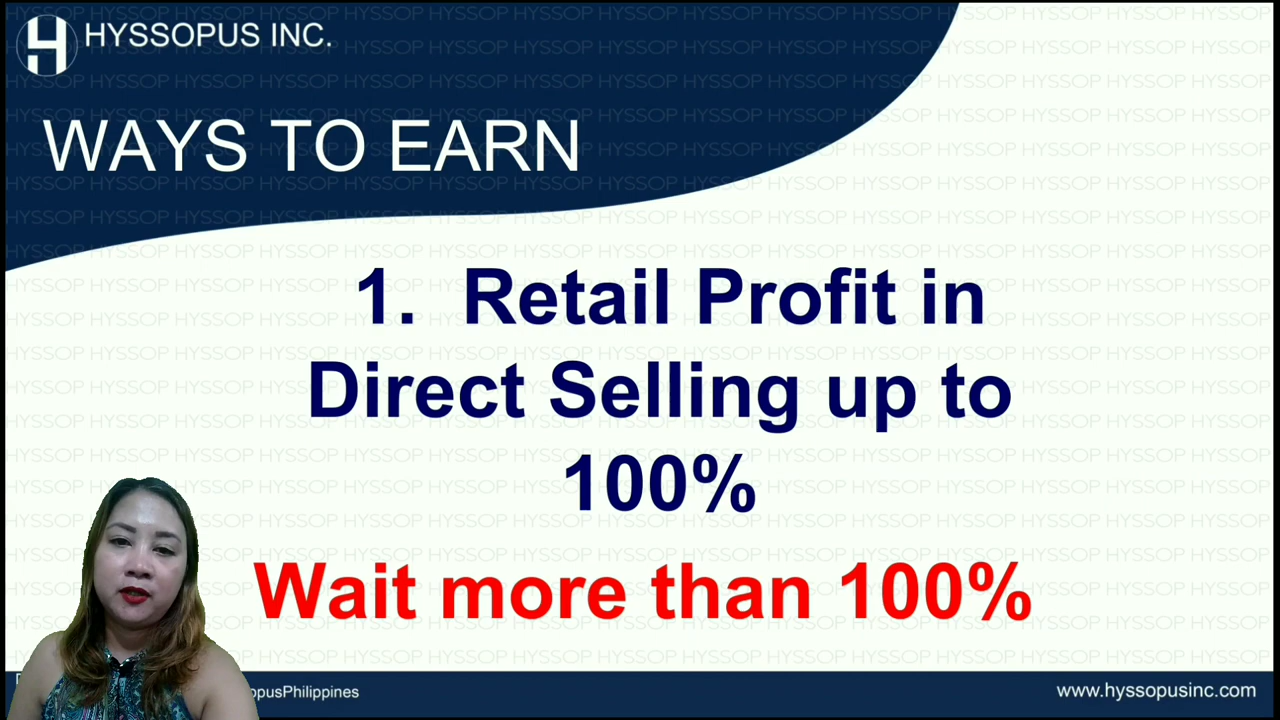 HYSSOPUS INC.
WAYS TO EARN
1. Retail Profit in
Direct Selling up to
100%
Wait more than 100%
opusPhilippines
www.hyssopusinc.com